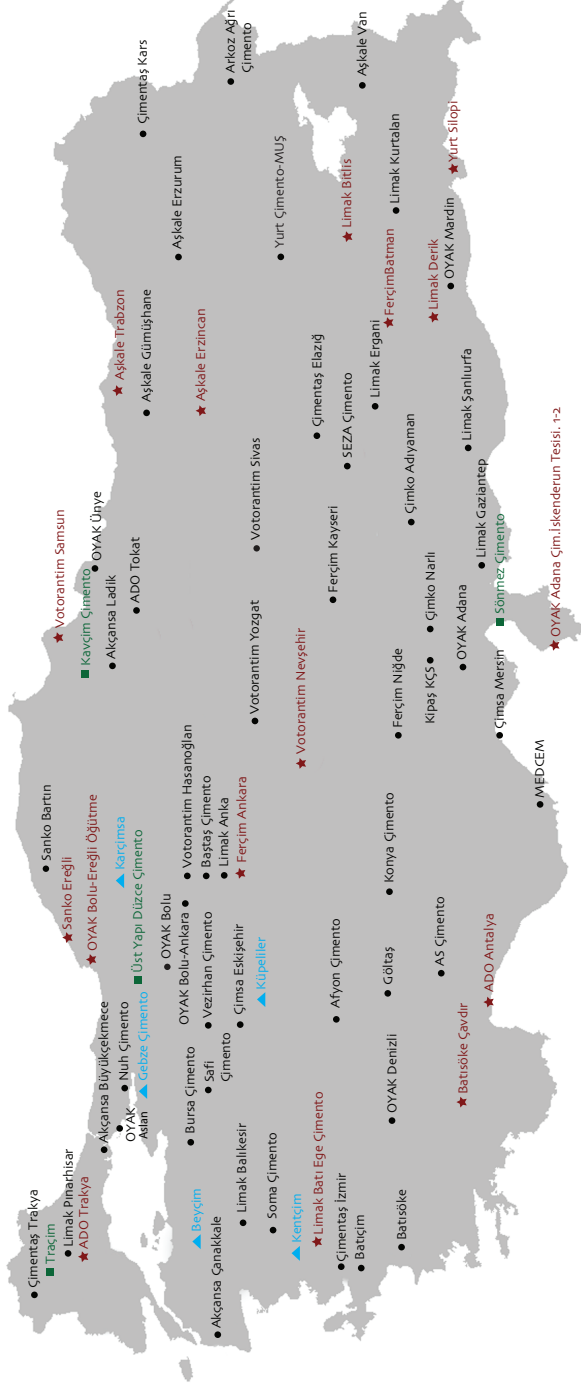 Çimentaş Trakya
Traçim
Limak Pınarhisar
ADO Trakya
Akçansa Büyükçekmece
OYAK
Aslan
Nuh Çimento
Gebze Çimento
Sanko Bartın
Sanko Ereğli
OYAK Bolu-Ereğli Öğütme
Karçimsa
Üst Yapı Düzce Çimento
OYAK Bolu
OYAK Bolu-Ankara
Vezirhan Çimento
Çimsa Eskişehir
Küpeliler
Bursa Çimento
Safi
Çimento
Beyçim
Akçansa Çanakkale
Limak Balıkesir
Soma Çimento
Kentçim
Limak Batı Ege Çimento
Çimentaş İzmir
Batıçim
Batısöke
OYAK Denizli
Afyon Çimento
Göltaş
AS Çimento
Batısöke Çavdır
ADO Antalya
Konya Çimento
Votorantim Hasanoğlan
Baştaş Çimento
Limak Anka
Ferçim Ankara
Votorantim Samsun
Kavçim Çimento
OYAK Ünye
Akçansa Ladik
ADO Tokat
Votorantim Yozgat
Votorantim Sivas
Votorantim Nevşehir
Ferçim Kayseri
Ferçim Niğde
Kipaş KÇS
Çimko Narlı
OYAK Adana
Çimsa Mersin
MEDCEM
Sönmez Çimento
OYAK Adana Çim.İskenderun Tesisi. 1-2
Limak Gaziantep
Çimko Adıyaman
Limak Şanlıurfa
SEZA Çimento
Çimentaş Elazığ
Limak Ergani
Aşkale Trabzon
Aşkale Gümüşhane
Aşkale Erzincan
Aşkale Erzurum
Çimentaş Kars
Arkoz Ağrı
Çimento
Yurt Çimento-MUŞ
Limak Bitlis
Aşkale Van
FerçimBatman
Limak Kurtalan
Limak Derik
OYAK Mardin
Yurt Silopi